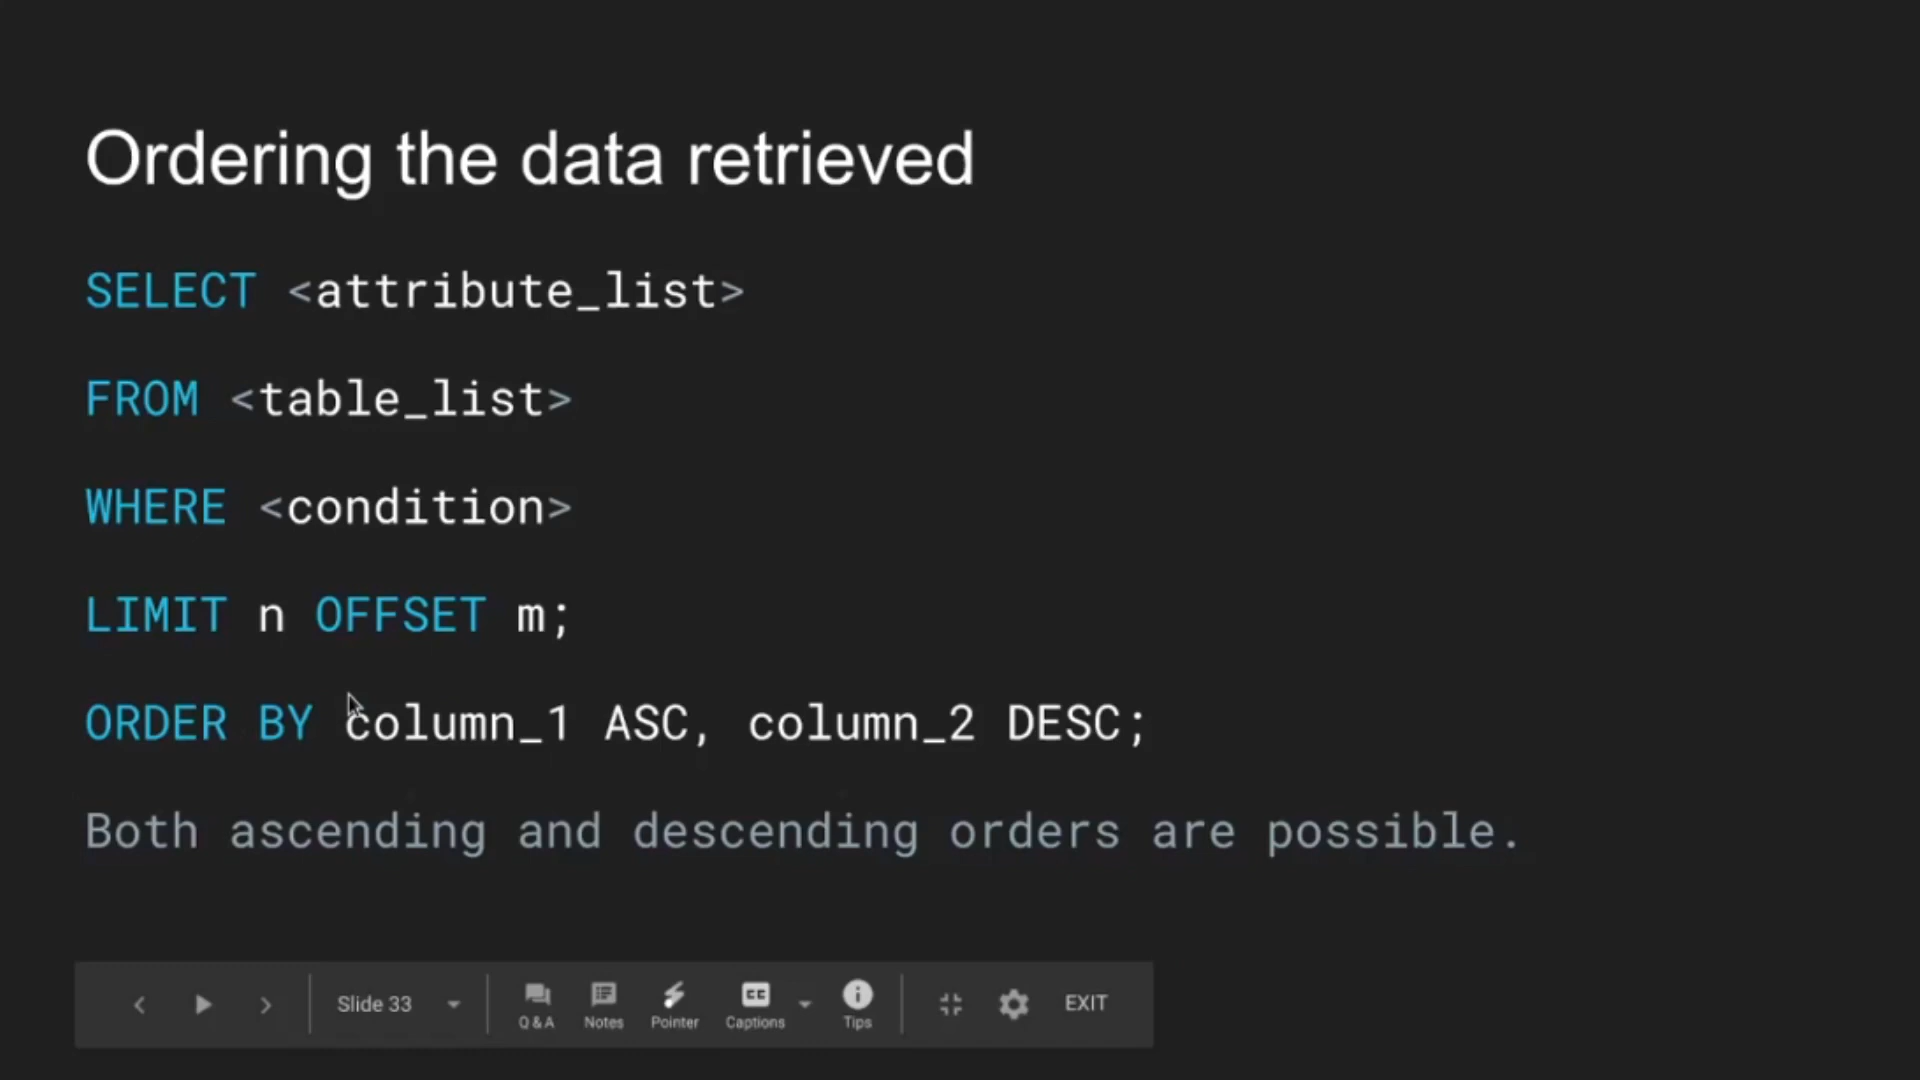 Ordering the data retrieved
SELECT <attribute_list>
FROM <table_list>
WHERE <condition>
LIMIT n OFFSET m;
ORDER BY column_1 ASC, column_2 DESC;
Both ascending and descending orders are possible.
Slide 33
Q & A
Notes
Pointer
CC
Captions
Tips
EXIT